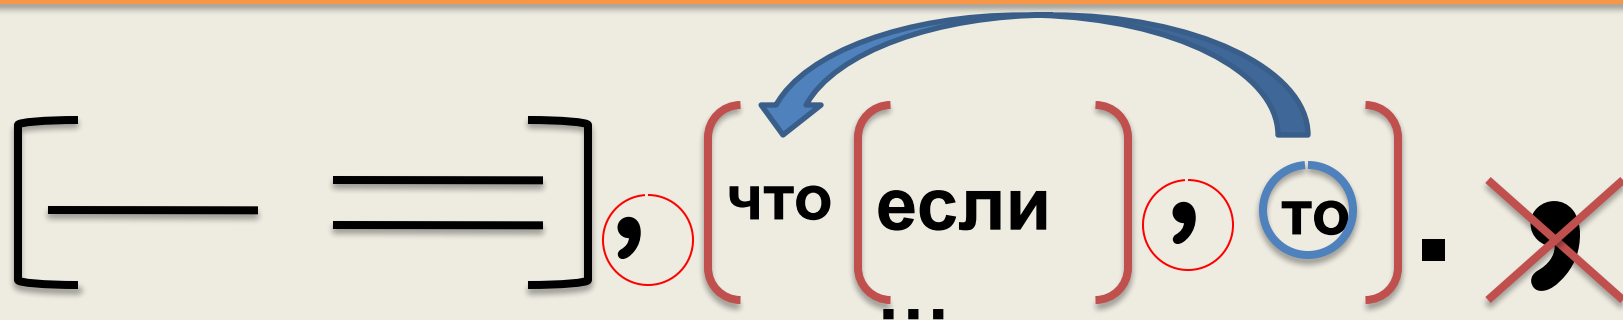 , что если , то . ,
...